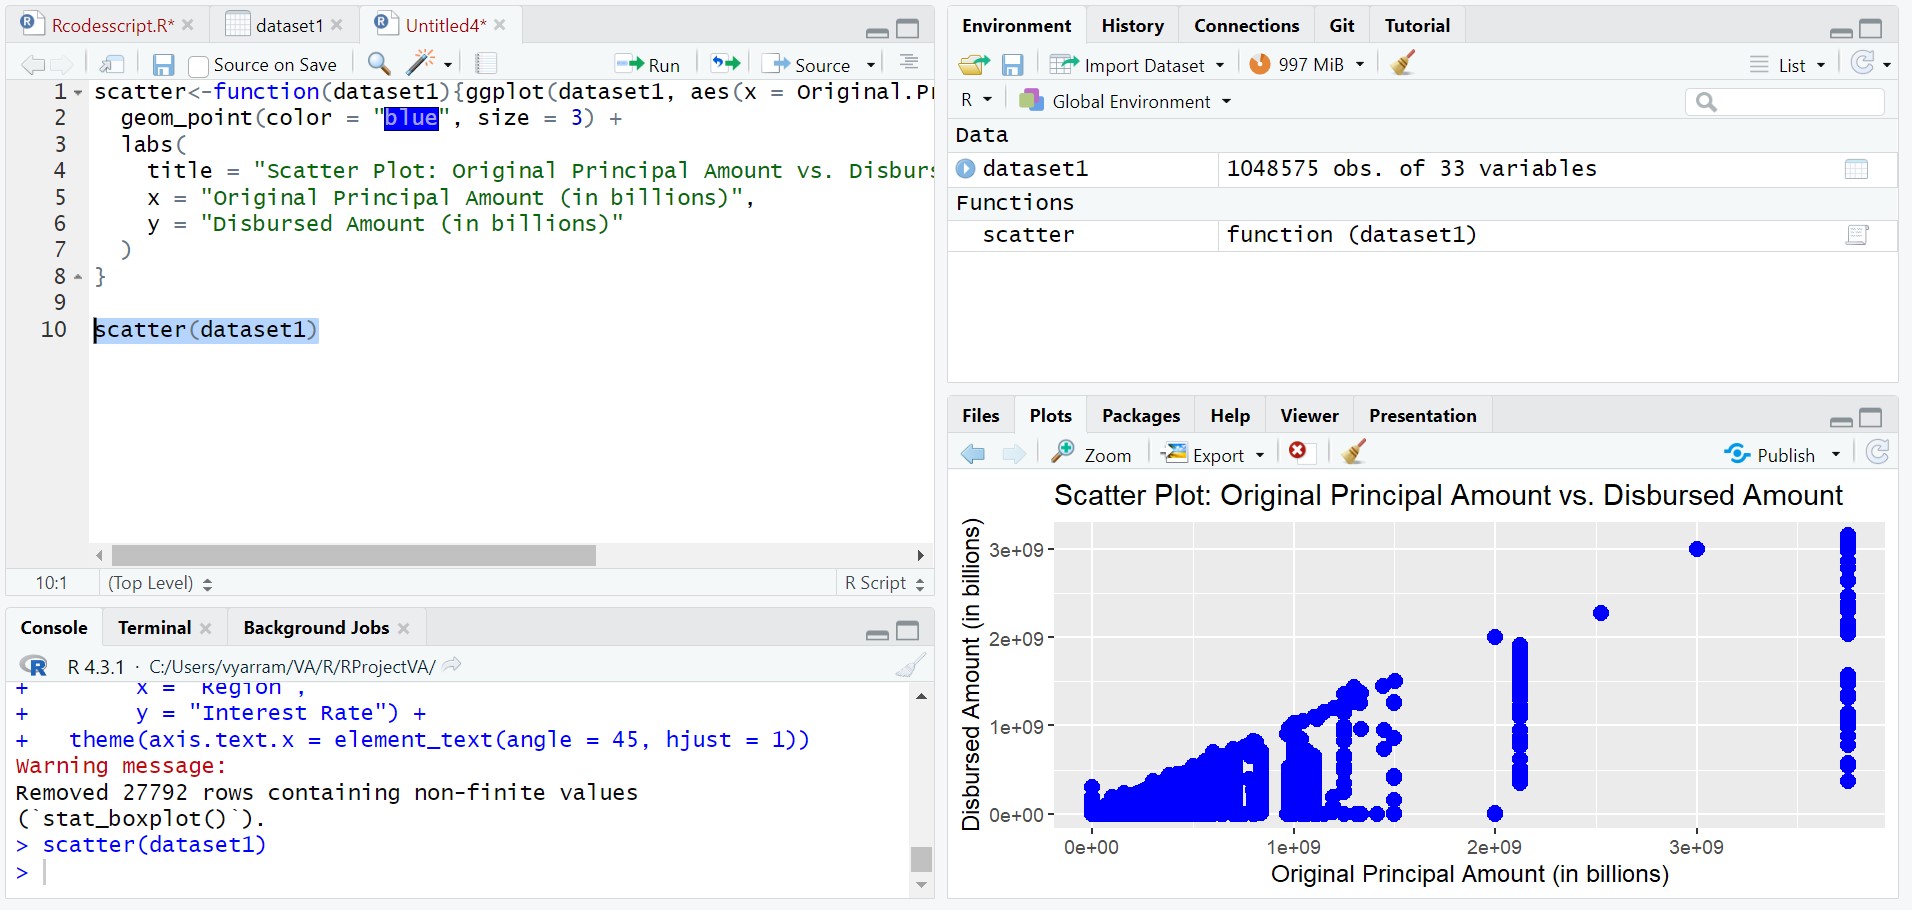 Rcodesscript.R*
dataset1
Untitled4*
Source on Save
Run
Source
1 scatter<-function(dataset1){ggplot(dataset1, aes(x = Original.Pr
2 geom_point(color = "blue", size = 3) +
3 labs(
4 title = "Scatter Plot: Original Principal Amount vs. Disburs
5 x = "Original Principal Amount (in billions)",
6 y = "Disbursed Amount (in billions)"
7 )
8 }
9
10 scatter(dataset1)
10:1 (Top Level) R Script
Console Terminal Background Jobs
R 4.3.1 · C:/Users/vyarram/VA/R/RProjectVA/
+ x = "Region",
+ y = "Interest Rate") +
+ theme(axis.text.x = element_text(angle = 45, hjust = 1))
Warning message:
Removed 27792 rows containing non-finite values
(`stat_boxplot()`).
> scatter(dataset1)
>
Environment History Connections Git Tutorial
Import Dataset 997 MiB List
R Global Environment
Data
dataset1 1048575 obs. of 33 variables
Functions
scatter function (dataset1)
Files Plots Packages Help Viewer Presentation
Zoom Export Publish
Scatter Plot: Original Principal Amount vs. Disbursed Amount
Disbursed Amount (in billions)
3e+09
2e+09
1e+09
0e+00
0e+00 1e+09 2e+09 3e+09
Original Principal Amount (in billions)